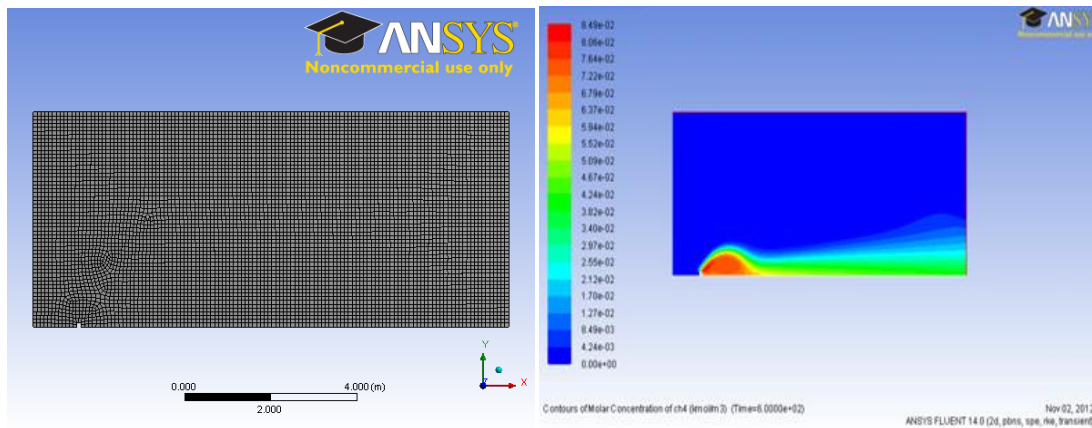 ANSYS
Noncommercial use only
Y
X
0.000
4.000 (m)
2.000
ANSYS
Noncommercial use
8.49e-02
8.06e-02
7.64e-02
7.22e-02
6.79e-02
6.37e-02
5.94e-02
5.52e-02
5.09e-02
4.67e-02
4.24e-02
3.82e-02
3.40e-02
2.97e-02
2.55e-02
2.12e-02
1.70e-02
1.27e-02
8.49e-03
4.24e-03
0.00e+00
Contours of Molar Concentration of ch4 (kmol/m3) (Time=6.0000e+02)
Nov 02, 201
ANSYS FLUENT 14.0 (2d, pbns, spe, rke, transient